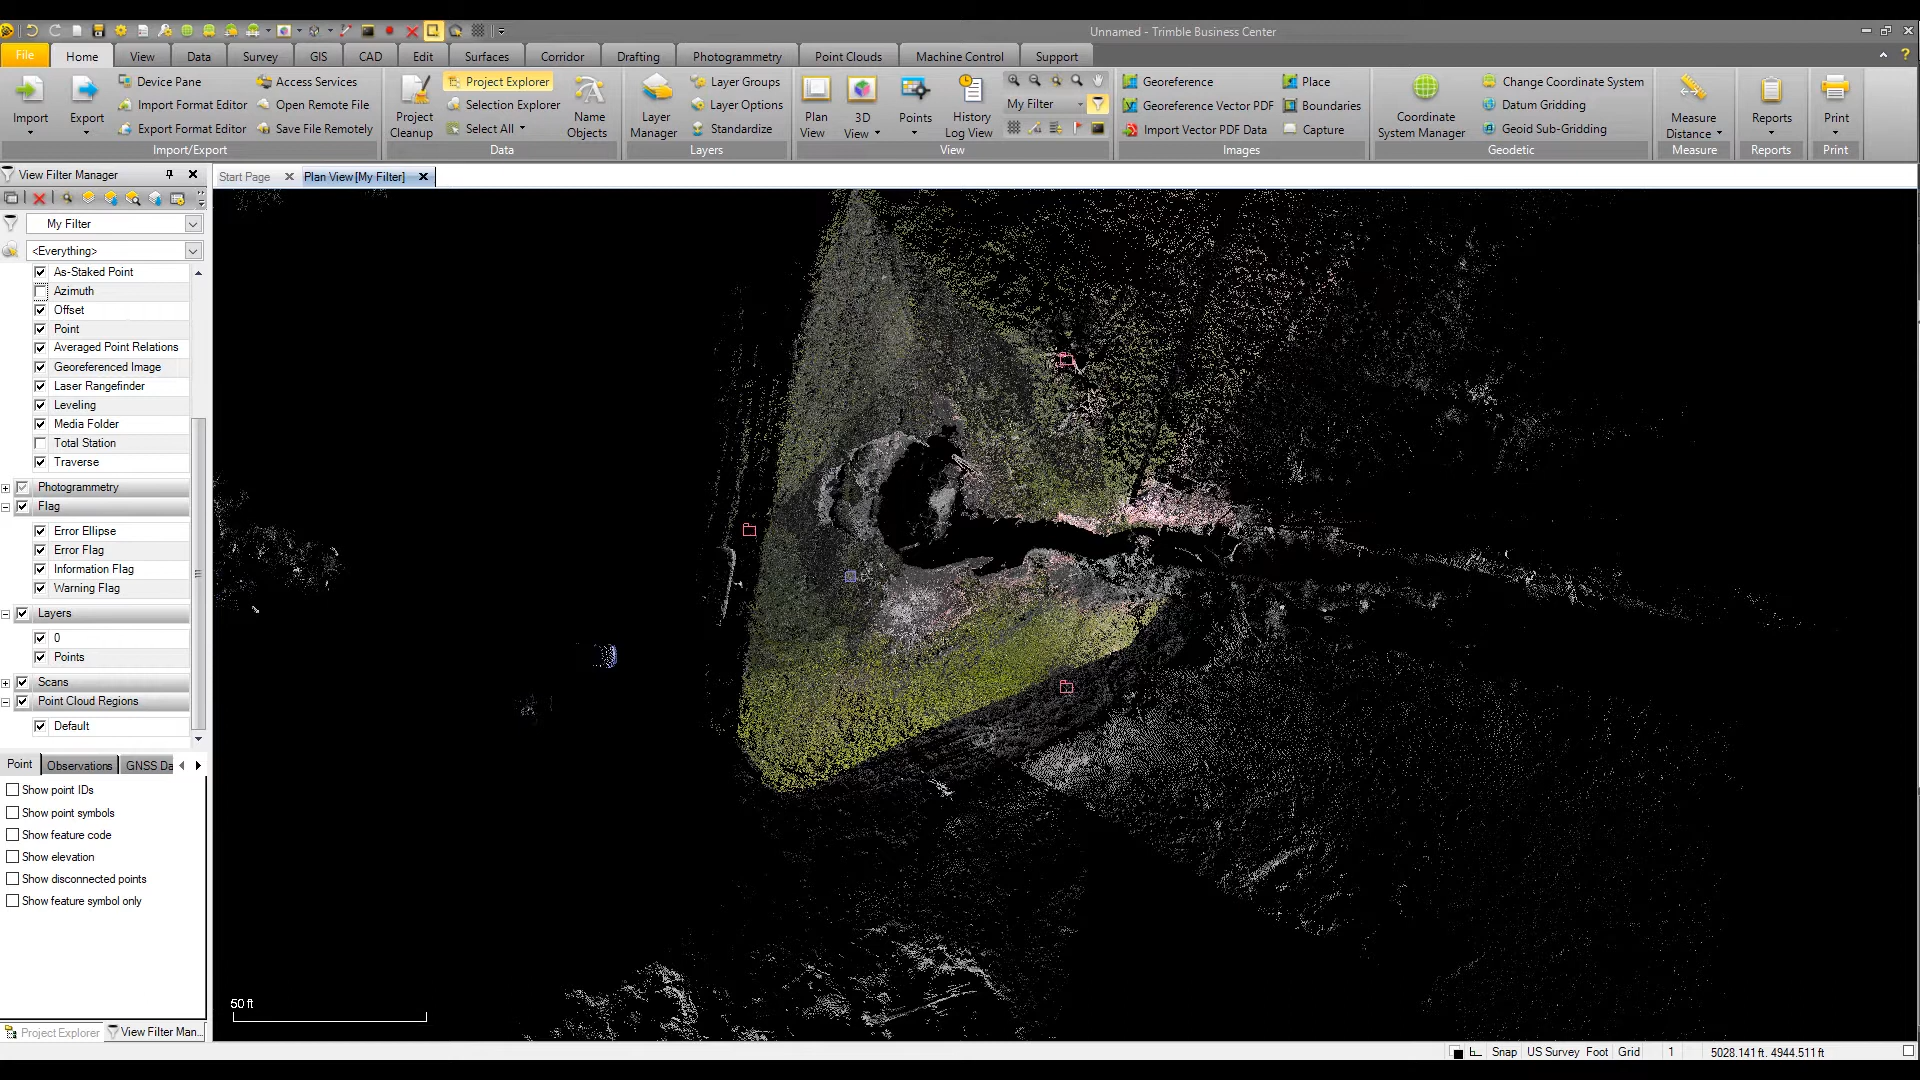 Unnamed - Trimble Business Center
File Home View Data Survey GIS CAD Edit Surfaces Corridor Drafting Photogrammetry Point Clouds Machine Control Support
Import
Export
Device Pane
Import Format Editor
Export Format Editor
Access Services
Open Remote File
Save File Remotely
Import/Export
Project
Cleanup
Project Explorer
Selection Explorer
Select All
Name
Objects
Data
Layer
Manager
Layer Groups
Layer Options
Standardize
Layers
Plan
View
3D
View
Points
History
Log View
My Filter
View
Georeference
Georeference Vector PDF
Import Vector PDF Data
Place
Boundaries
Capture
Images
Coordinate
System Manager
Change Coordinate System
Datum Gridding
Geoid Sub-Gridding
Geodetic
Measure
Distance
Measure
Reports
Reports
Print
Print
View Filter Manager
Start Page
Plan View [My Filter]
My Filter
<Everything>
As-Staked Point
Azimuth
Offset
Point
Averaged Point Relations
Georeferenced Image
Laser Rangefinder
Leveling
Media Folder
Total Station
Traverse
Photogrammetry
Flag
Error Ellipse
Error Flag
Information Flag
Warning Flag
Layers
0
Points
Scans
Point Cloud Regions
Default
Point Observations GNSS Da
Show point IDs
Show point symbols
Show feature code
Show elevation
Show disconnected points
Show feature symbol only
50 ft
Project Explorer View Filter Man...
Snap US Survey Foot Grid 1 5028.141 ft, 4944.511 ft